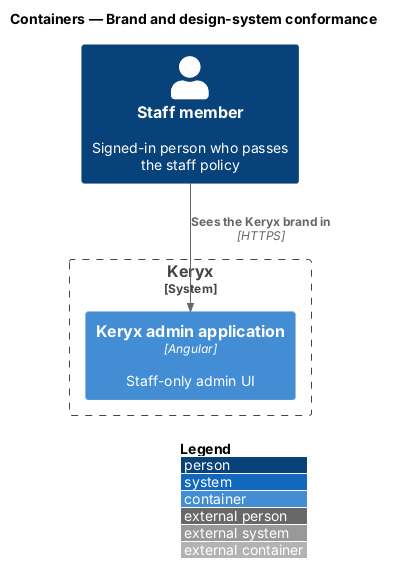 Containers — Brand and design-system conformance
Staff member
Signed-in person who passes
the staff policy
Sees the Keryx brand in
[HTTPS]
Keryx
[System]
Keryx admin application
[Angular]
Staff-only admin UI
Legend
person
system
container
external person
external system
external container